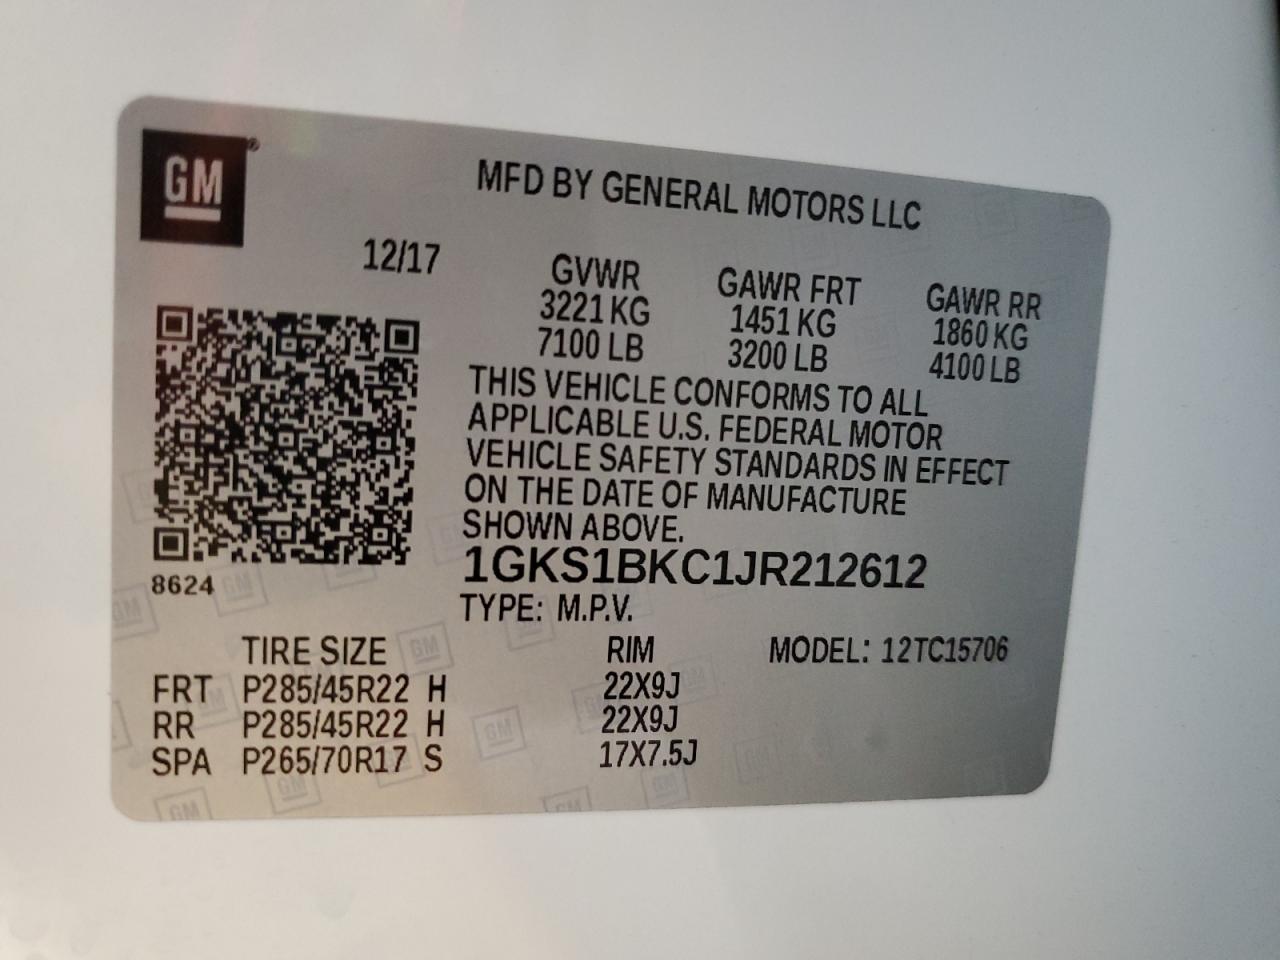 GM
MFD BY GENERAL MOTORS LLC
12/17
GVWR GAWR FRT GAWR RR
3221 KG 1451 KG 1860 KG
7100 LB 3200 LB 4100 LB
THIS VEHICLE CONFORMS TO ALL
APPLICABLE U.S. FEDERAL MOTOR
VEHICLE SAFETY STANDARDS IN EFFECT
ON THE DATE OF MANUFACTURE
SHOWN ABOVE.
8624
1GKS1BKC1JR212612
TYPE: M.P.V.
TIRE SIZE RIM MODEL: 12TC15706
FRT P285/45R22 H 22X9J
RR P285/45R22 H 22X9J
SPA P265/70R17 S 17X7.5J